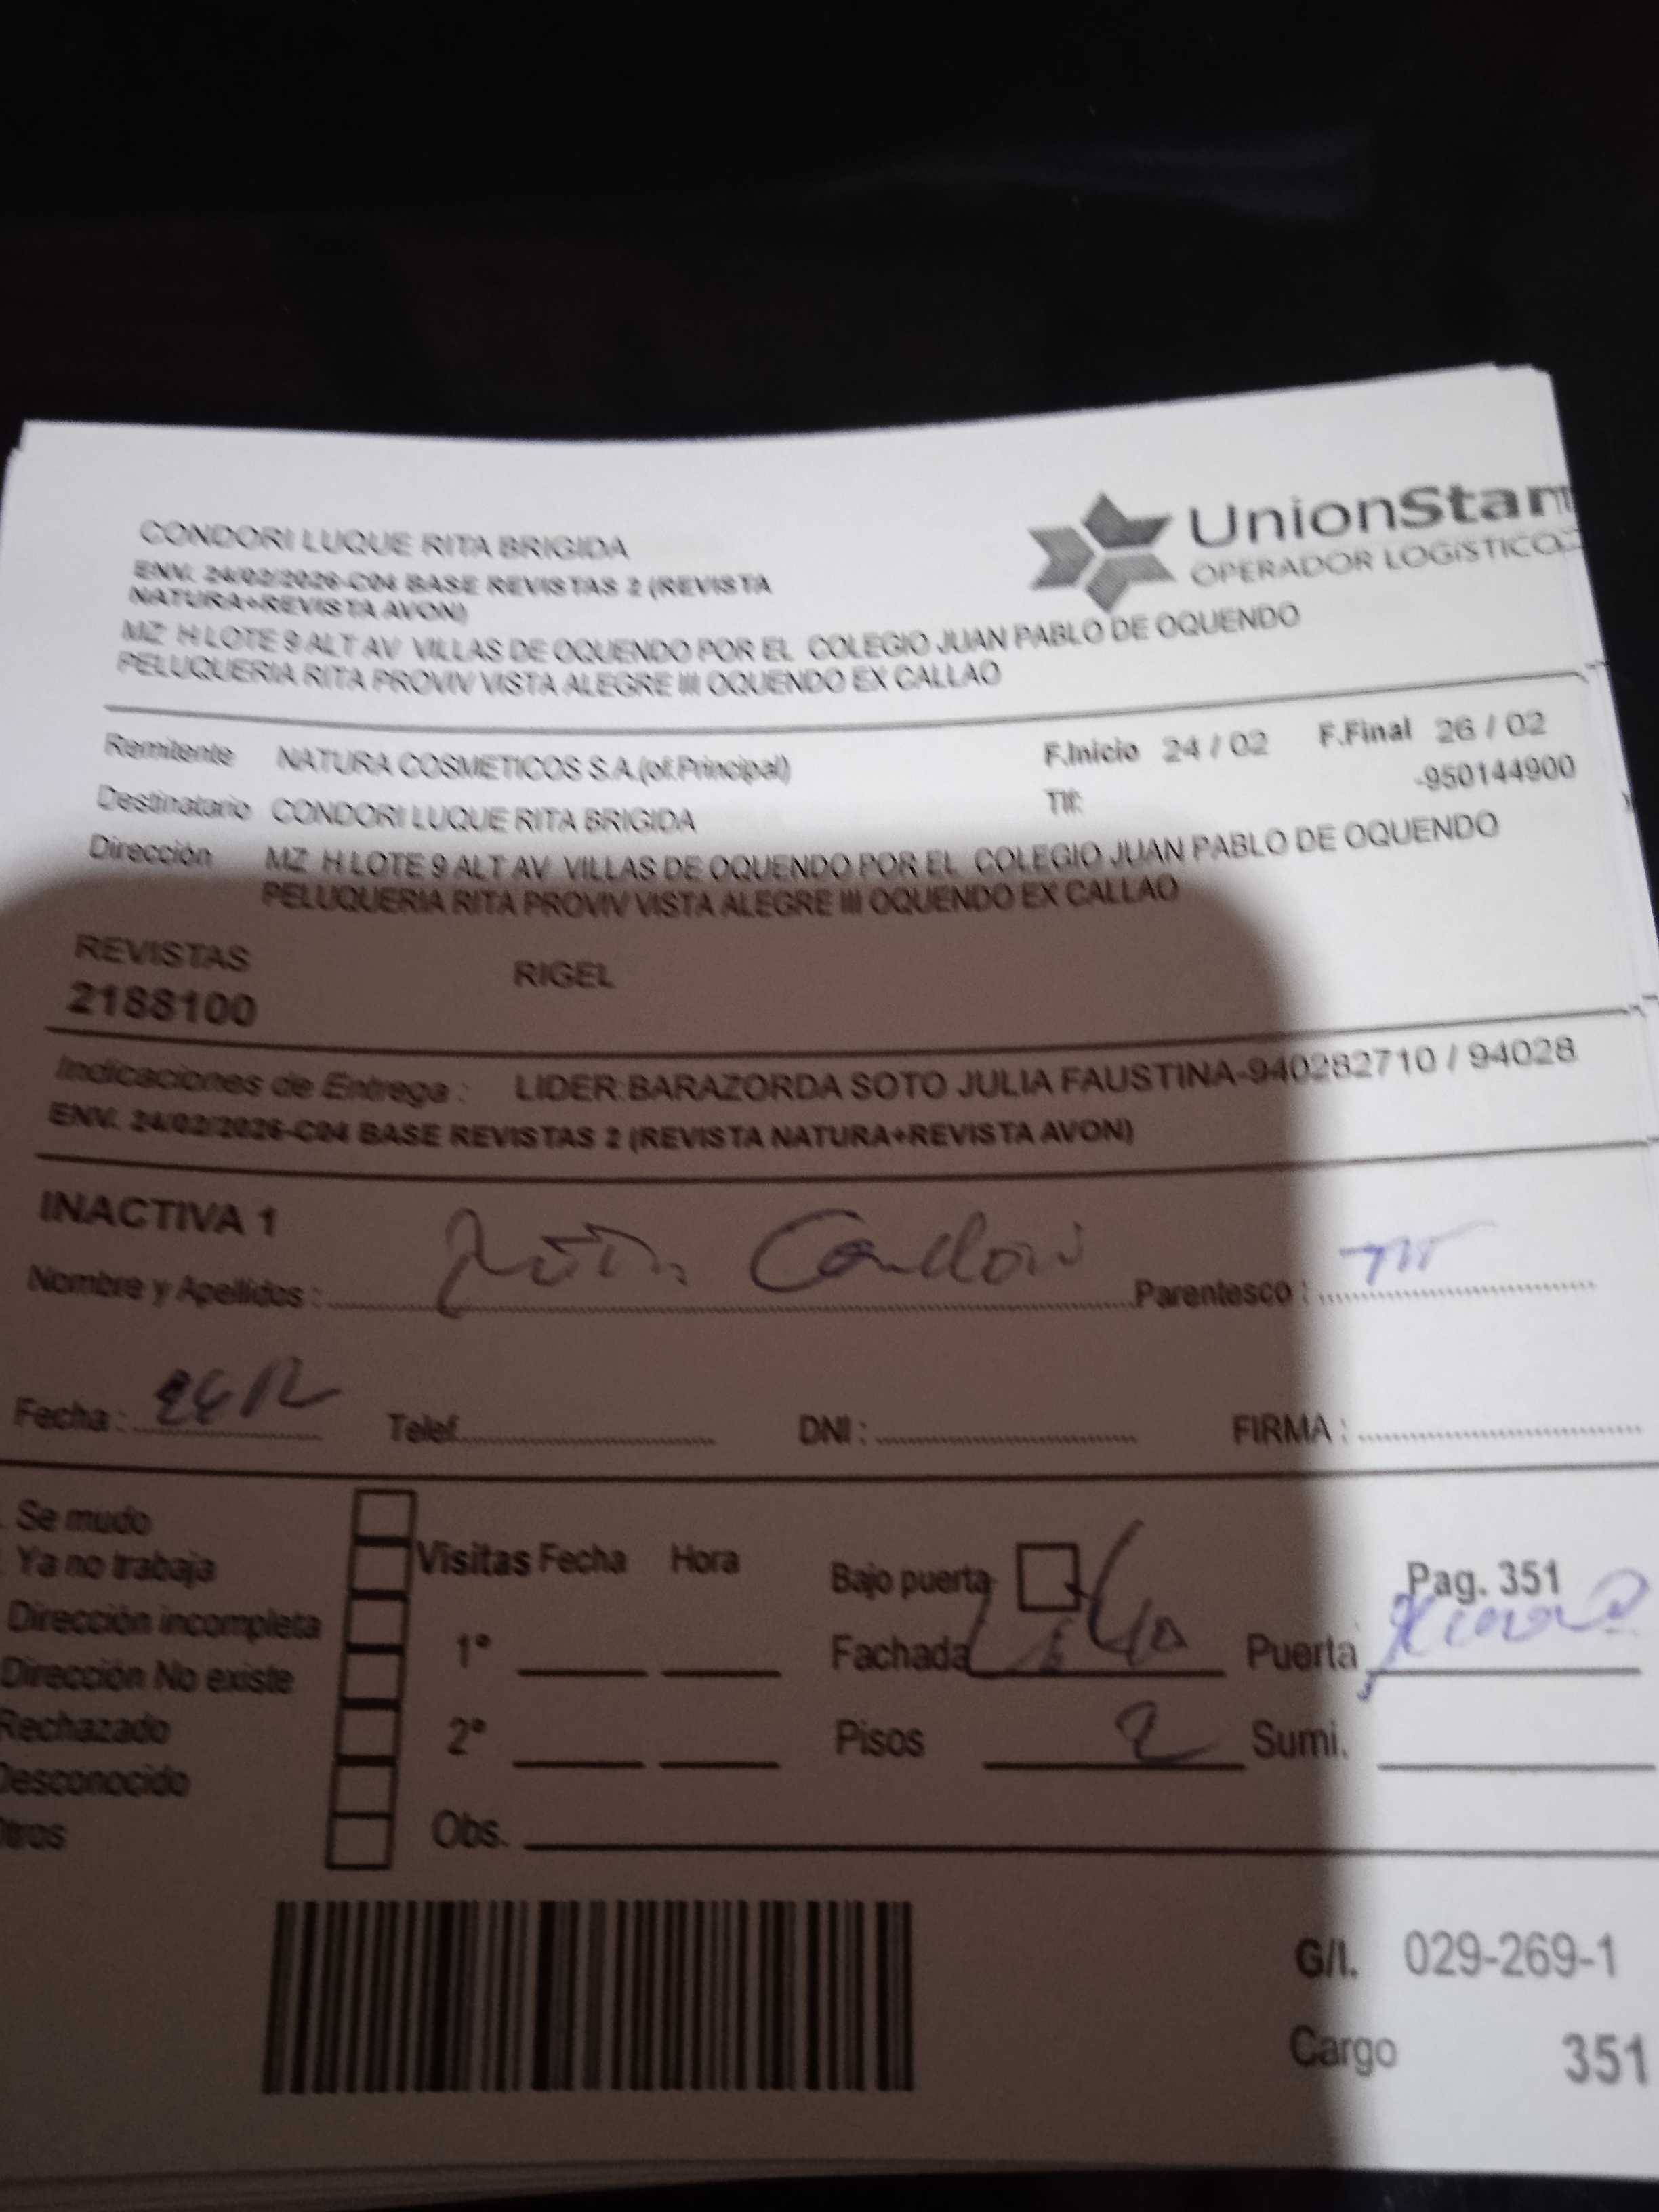 CONDORI LUQUE RITA BRIGIDA
UnionStar
OPERADOR LOGISTICO
ENV. 24/02/2026-C04 BASE REVISTAS 2 (REVISTA
NATURA+REVISTA AVON)
MZ H LOTE 9 ALT AV VILLAS DE OQUENDO POR EL COLEGIO JUAN PABLO DE OQUENDO
PELUQUERIA RITA PROVIV VISTA ALEGRE III OQUENDO EX CALLAO
Remitente NATURA COSMETICOS S.A.(of.Principal) F.Inicio 24 / 02 F.Final 26 / 02
Destinatario CONDORI LUQUE RITA BRIGIDA Tlf: -950144900
Dirección MZ H LOTE 9 ALT AV VILLAS DE OQUENDO POR EL COLEGIO JUAN PABLO DE OQUENDO
PELUQUERIA RITA PROVIV VISTA ALEGRE III OQUENDO EX CALLAO
REVISTAS RIGEL
2188100
Indicaciones de Entrega : LIDER:BARAZORDA SOTO JULIA FAUSTINA-940282710 / 94028
ENV. 24/02/2026-C04 BASE REVISTAS 2 (REVISTA NATURA+REVISTA AVON)
INACTIVA 1
Nombre y Apellidos : Rita Condori Parentesco : TIT
Fecha : Telef. DNI : FIRMA :
Se mudo
Ya no trabaja
Dirección incompleta
Dirección No existe
Rechazado
Desconocido
Otros
Visitas Fecha Hora
1°
2°
Obs.
Bajo puerta Pag. 351
Fachada Puerta
Pisos 2 Sumi.
G/I. 029-269-1
Cargo 351